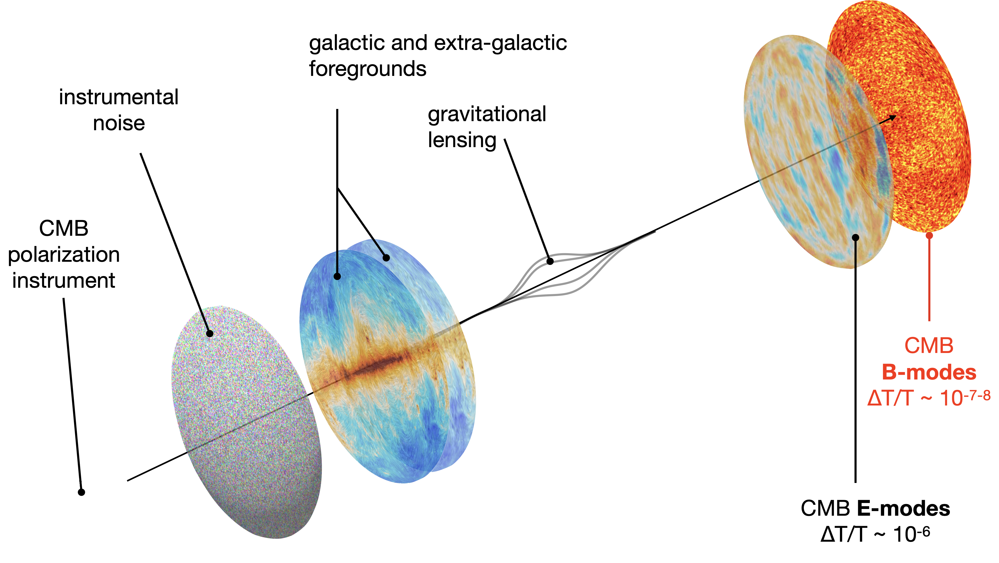 galactic and extra-galactic
foregrounds
instrumental
noise
gravitational
lensing
CMB
polarization
instrument
CMB
B-modes
ΔT/T ~ 10⁻⁷⁻⁸
CMB E-modes
ΔT/T ~ 10⁻⁶